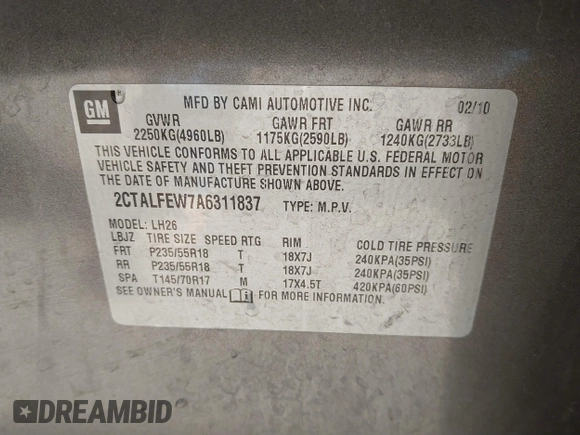 GM
MFD BY CAMI AUTOMOTIVE INC. 02/10
GVWR GAWR FRT GAWR RR
2250KG(4960LB) 1175KG(2590LB) 1240KG(2733LB)
THIS VEHICLE CONFORMS TO ALL APPLICABLE U.S. FEDERAL MOTOR
VEHICLE SAFETY AND THEFT PREVENTION STANDARDS IN EFFECT ON
THE DATE OF MANUFACTURE SHOWN ABOVE.
2CTALFEW7A6311837 TYPE: M.P.V.
MODEL: LH26
LBJZ TIRE SIZE SPEED RTG RIM COLD TIRE PRESSURE
FRT P235/55R18 T 18X7J 240KPA(35PSI)
RR P235/55R18 T 18X7J 240KPA(35PSI)
SPA T145/70R17 M 17X4.5T 420KPA(60PSI)
SEE OWNER'S MANUAL FOR MORE INFORMATION.
DREAMBID